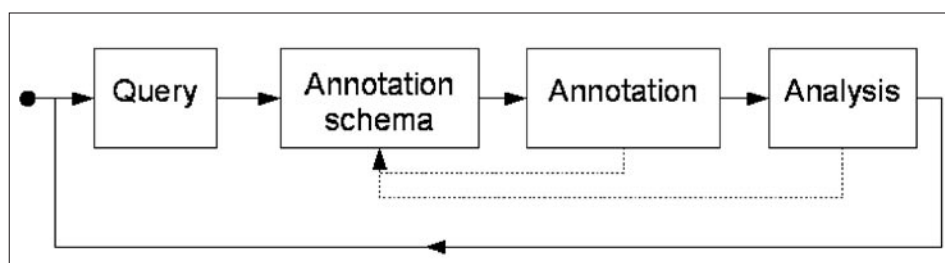 Query
Annotation
schema
Annotation
Analysis